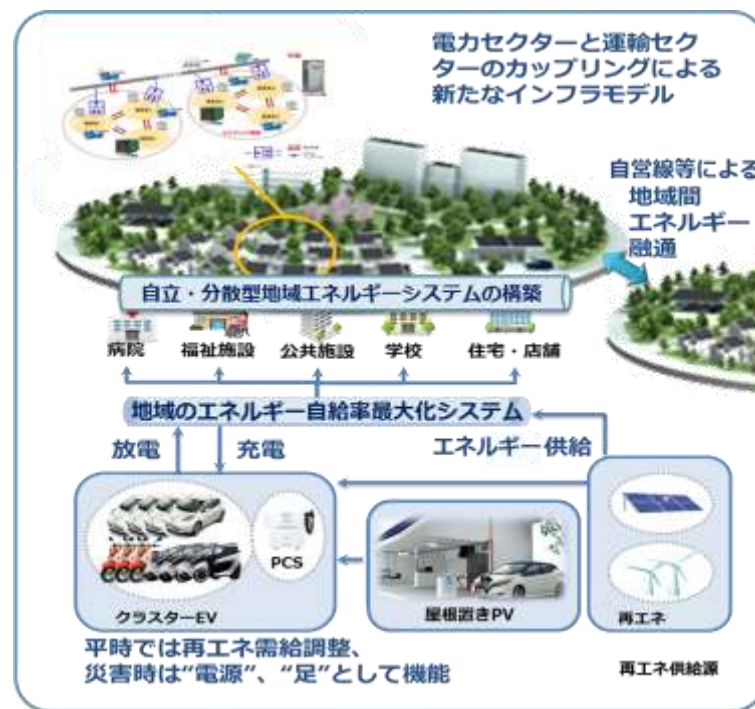 電力セクターと運輸セク
ターのカップリングによる
新たなインフラモデル
自営線等による
地域間
エネルギー
融通
自立・分散型地域エネルギーシステムの構築
病院
福祉施設
公共施設
学校
住宅・店舗
地域のエネルギー自給率最大化システム
放電
充電
エネルギー供給
PCS
クラスターEV
屋根置きPV
再エネ
平時では再エネ需給調整、
災害時は“電源”、“足”として機能
再エネ供給源